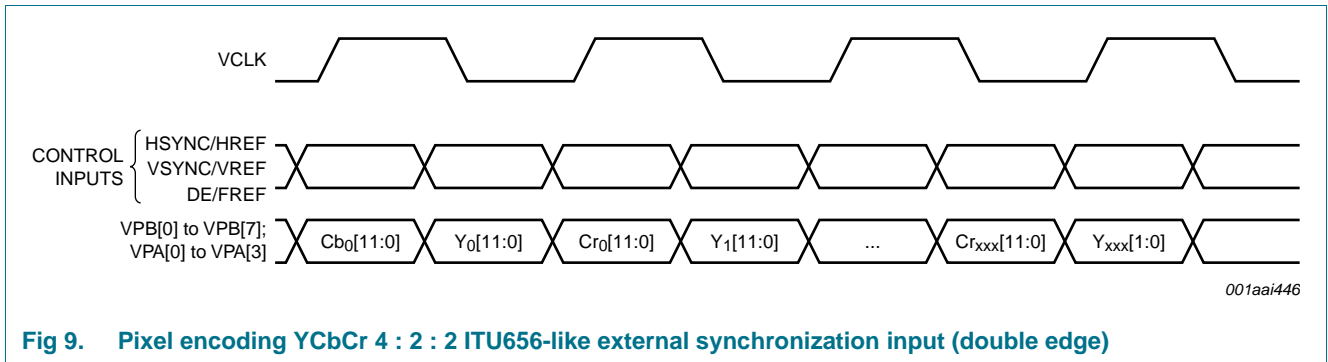 VCLK
CONTROL INPUTS
HSYNC/HREF
VSYNC/VREF
DE/FREF
VPB[0] to VPB[7];
VPA[0] to VPA[3]
Cb0[11:0] Y0[11:0] Cr0[11:0] Y1[11:0] ... Crxxx[11:0] Yxxx[1:0]
001aai446
Fig 9. Pixel encoding YCbCr 4 : 2 : 2 ITU656-like external synchronization input (double edge)